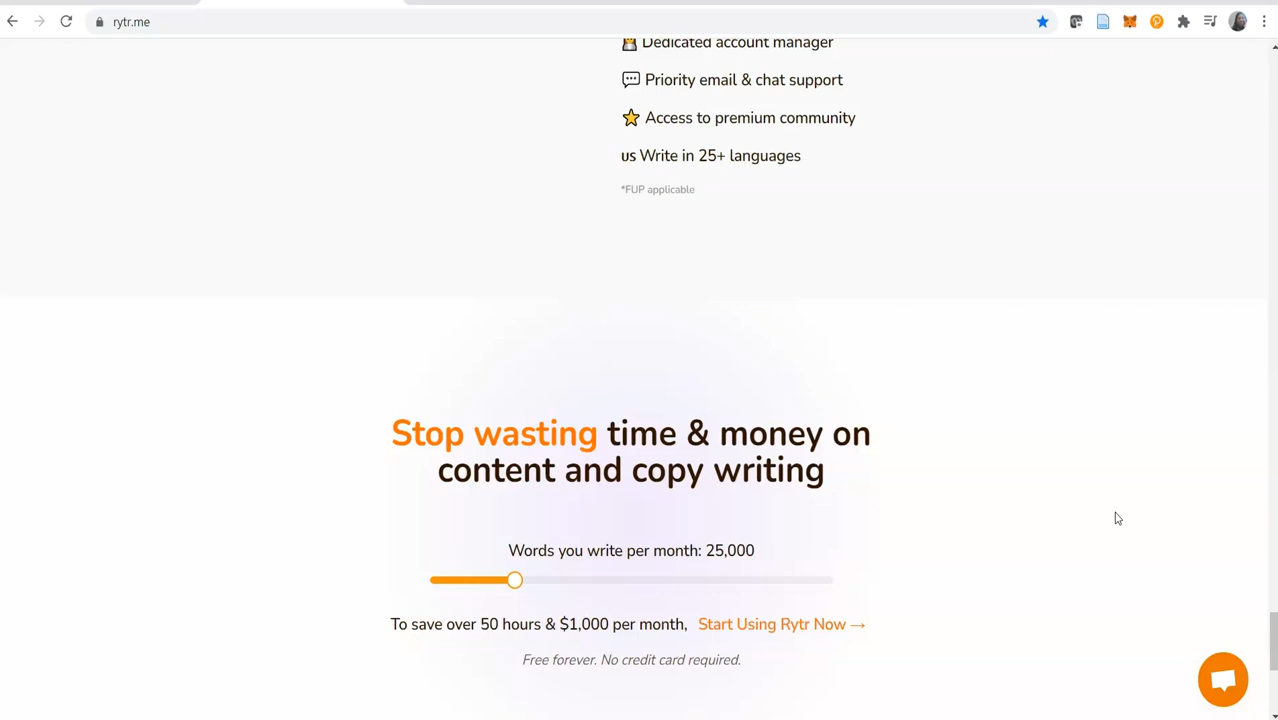 rytr.me
Dedicated account manager
Priority email & chat support
Access to premium community
US Write in 25+ languages
*FUP applicable
Stop wasting time & money on
content and copy writing
Words you write per month: 25,000
To save over 50 hours & $1,000 per month, Start Using Rytr Now →
Free forever. No credit card required.